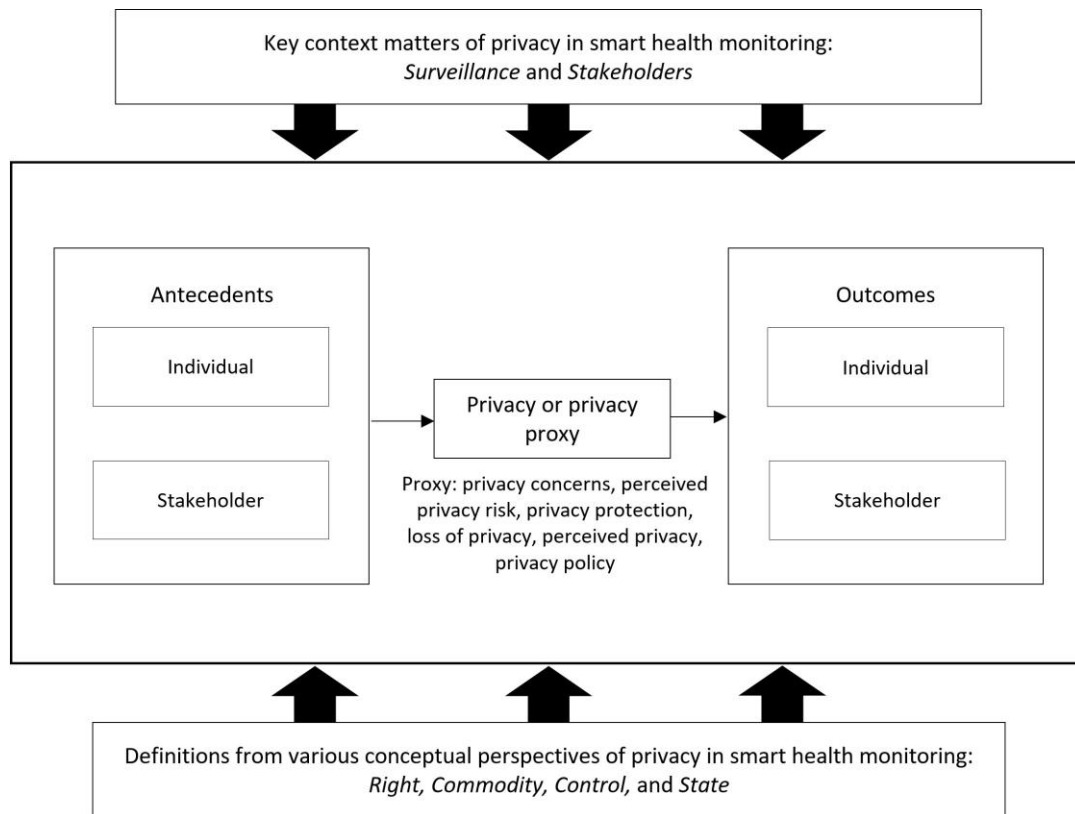 Key context matters of privacy in smart health monitoring:
Surveillance and Stakeholders
Antecedents
Individual
Stakeholder
Privacy or privacy
proxy
Proxy: privacy concerns, perceived
privacy risk, privacy protection,
loss of privacy, perceived privacy,
privacy policy
Outcomes
Individual
Stakeholder
Definitions from various conceptual perspectives of privacy in smart health monitoring:
Right, Commodity, Control, and State